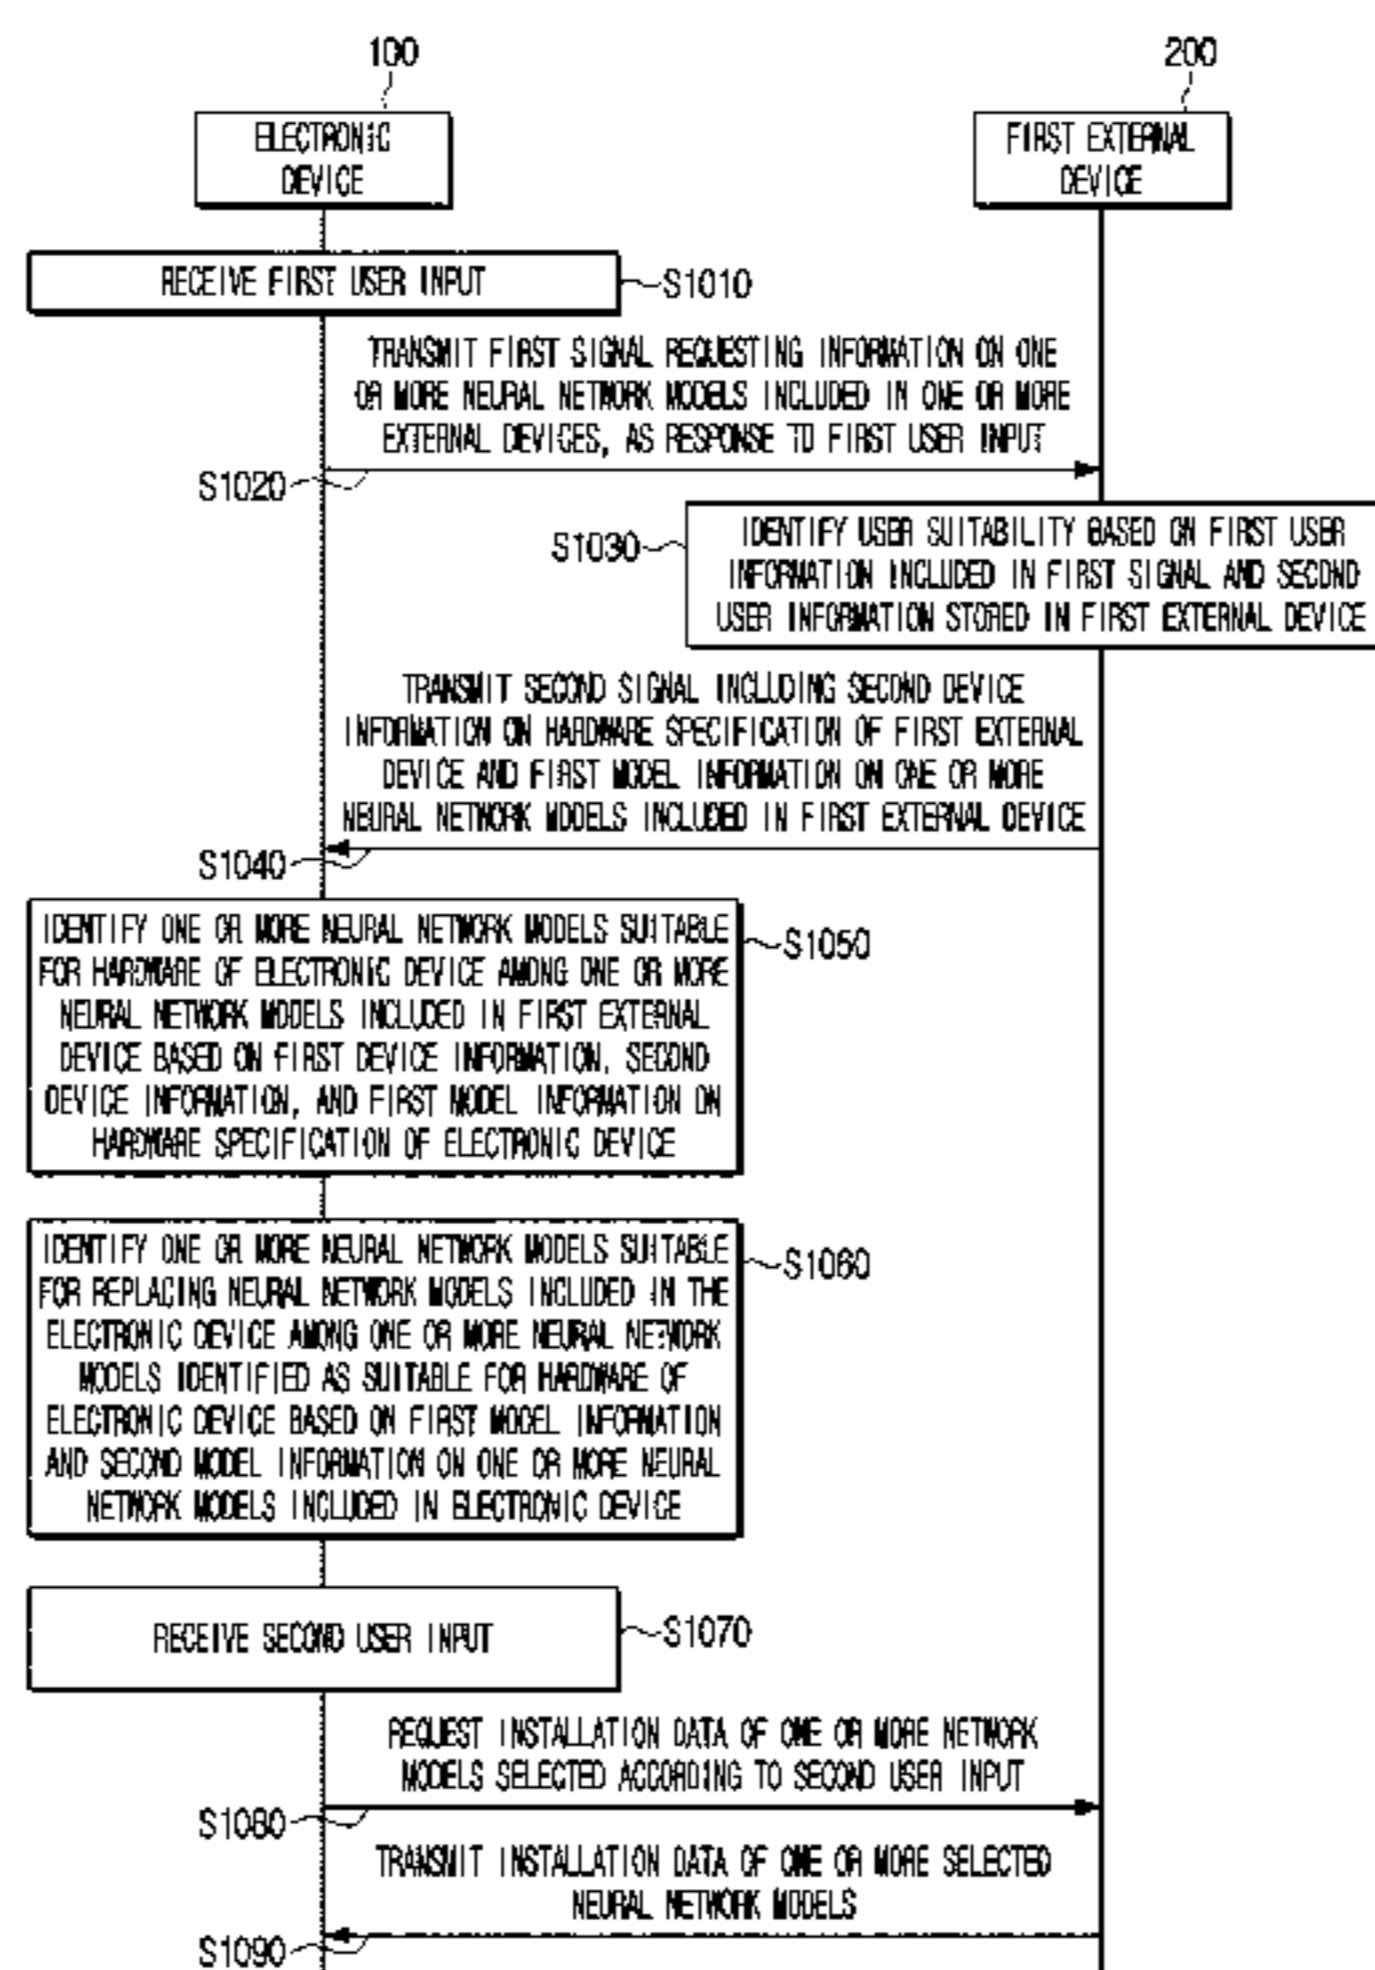 100
200
ELECTRONIC
DEVICE
FIRST EXTERNAL
DEVICE
RECEIVE FIRST USER INPUT
S1010
TRANSMIT FIRST SIGNAL REQUESTING INFORMATION ON ONE
OR MORE NEURAL NETWORK MODELS INCLUDED IN ONE OR MORE
EXTERNAL DEVICES, AS RESPONSE TO FIRST USER INPUT
S1020
S1030
IDENTIFY USER SUITABILITY BASED ON FIRST USER
INFORMATION INCLUDED IN FIRST SIGNAL AND SECOND
USER INFORMATION STORED IN FIRST EXTERNAL DEVICE
TRANSMIT SECOND SIGNAL INCLUDING SECOND DEVICE
INFORMATION ON HARDWARE SPECIFICATION OF FIRST EXTERNAL
DEVICE AND FIRST MODEL INFORMATION ON ONE OR MORE
NEURAL NETWORK MODELS INCLUDED IN FIRST EXTERNAL DEVICE
S1040
IDENTIFY ONE OR MORE NEURAL NETWORK MODELS SUITABLE
FOR HARDWARE OF ELECTRONIC DEVICE AMONG ONE OR MORE
NEURAL NETWORK MODELS INCLUDED IN FIRST EXTERNAL
DEVICE BASED ON FIRST DEVICE INFORMATION, SECOND
DEVICE INFORMATION, AND FIRST MODEL INFORMATION ON
HARDWARE SPECIFICATION OF ELECTRONIC DEVICE
S1050
IDENTIFY ONE OR MORE NEURAL NETWORK MODELS SUITABLE
FOR REPLACING NEURAL NETWORK MODELS INCLUDED IN THE
ELECTRONIC DEVICE AMONG ONE OR MORE NEURAL NETWORK
MODELS IDENTIFIED AS SUITABLE FOR HARDWARE OF
ELECTRONIC DEVICE BASED ON FIRST MODEL INFORMATION
AND SECOND MODEL INFORMATION ON ONE OR MORE NEURAL
NETWORK MODELS INCLUDED IN ELECTRONIC DEVICE
S1060
RECEIVE SECOND USER INPUT
S1070
REQUEST INSTALLATION DATA OF ONE OR MORE NETWORK
MODELS SELECTED ACCORDING TO SECOND USER INPUT
S1080
TRANSMIT INSTALLATION DATA OF ONE OR MORE SELECTED
NEURAL NETWORK MODELS
S1090